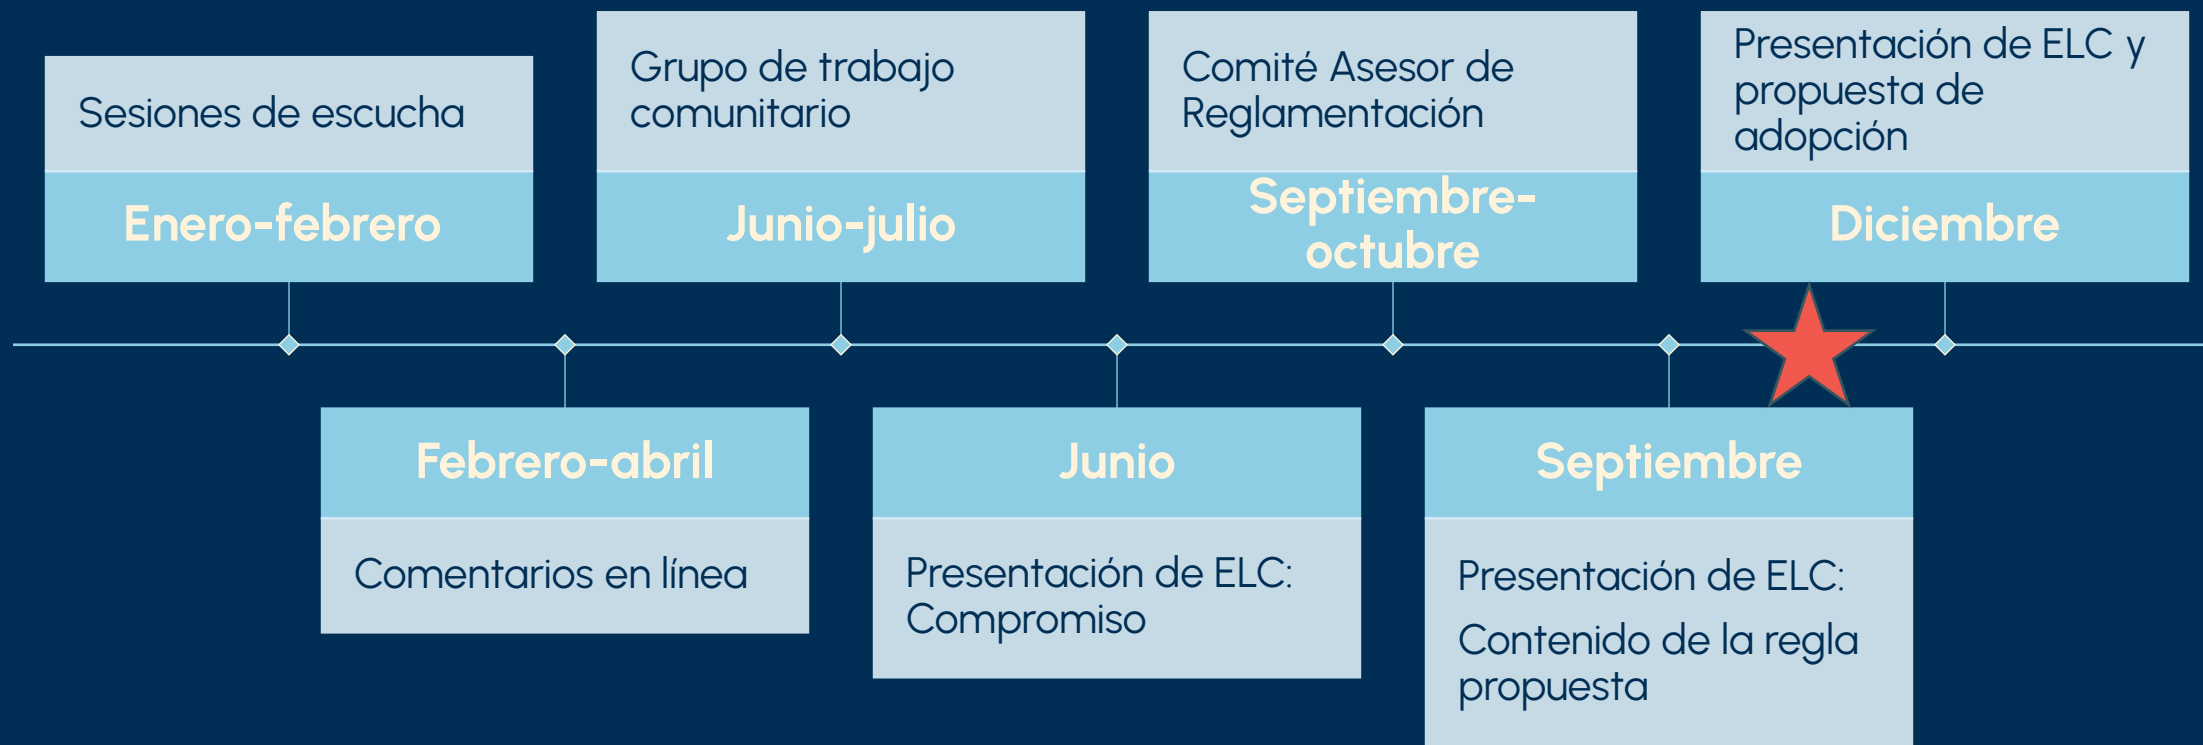 Sesiones de escucha
Enero-febrero
Comentarios en línea
Febrero-abril
Grupo de trabajo
comunitario
Junio-julio
Junio
Presentación de ELC:
Compromiso
Comité Asesor de
Reglamentación
Septiembre-
octubre
Septiembre
Presentación de ELC:
Contenido de la regla
propuesta
Presentación de ELC y
propuesta de
adopción
Diciembre